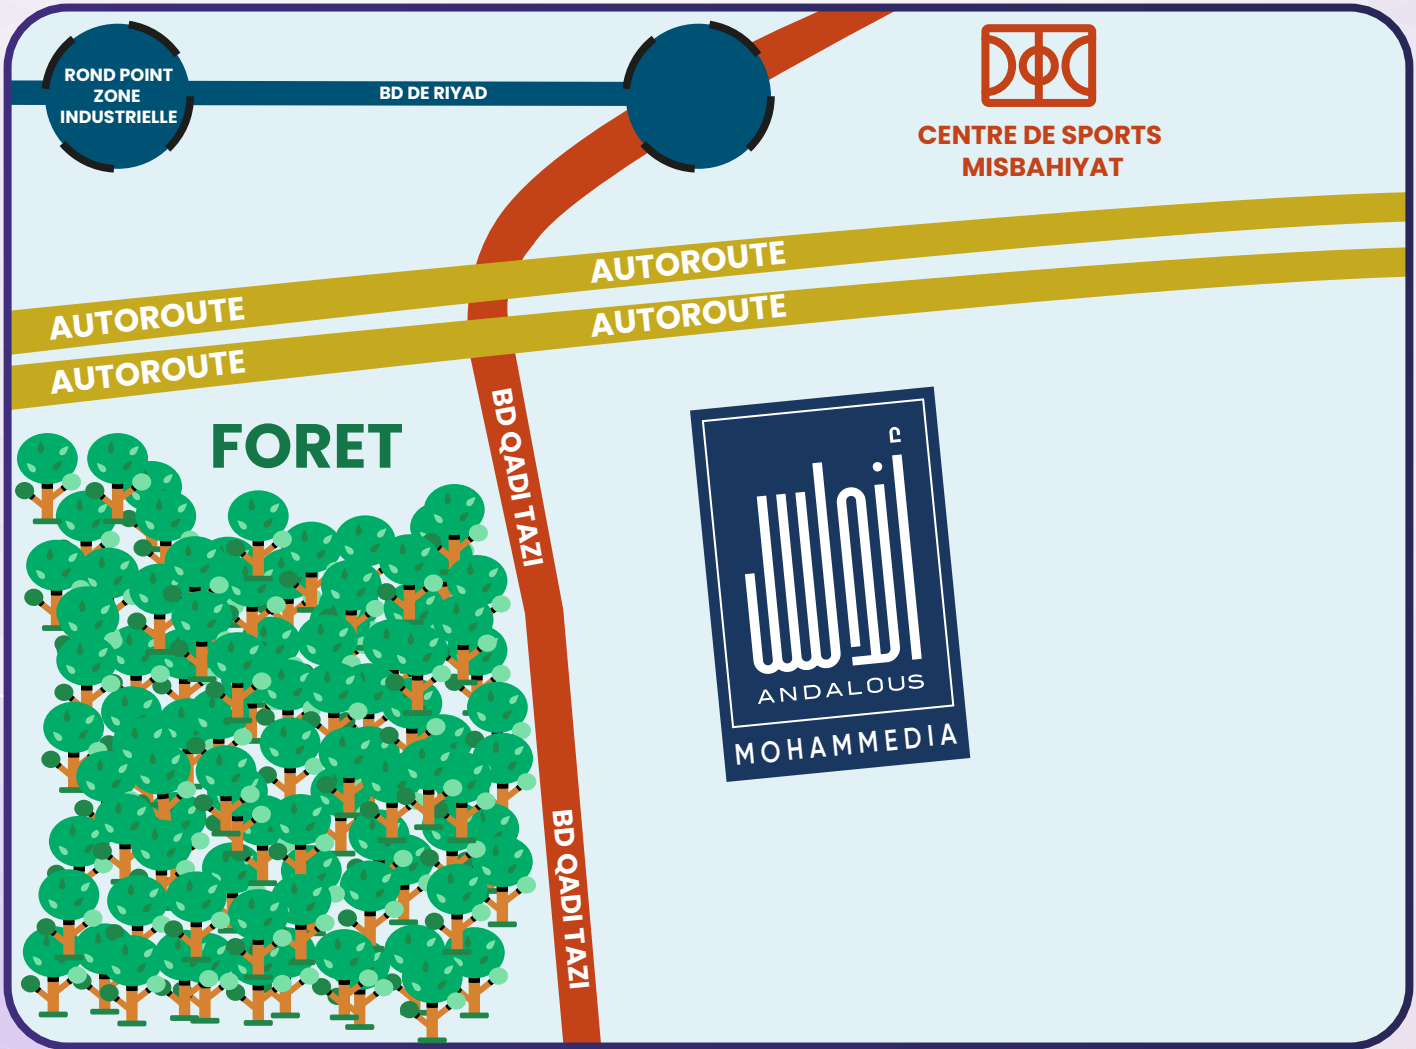 ROND POINT
ZONE
INDUSTRIELLE
BD DE RIYAD
CENTRE DE SPORTS
MISBAHIYAT
AUTOROUTE
AUTOROUTE
AUTOROUTE
AUTOROUTE
FORET
BD QADI TAZI
ANDALOUS
MOHAMMEDIA
BD QADI TAZI